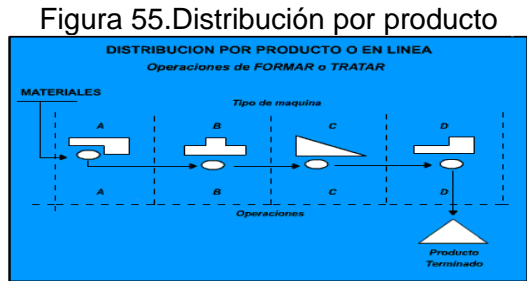 Figura 55.Distribución por producto
DISTRIBUCION POR PRODUCTO O EN LINEA
Operaciones de FORMAR o TRATAR
MATERIALES
Tipo de maquina
A B C D
A B C D
Operaciones
Producto
Terminado